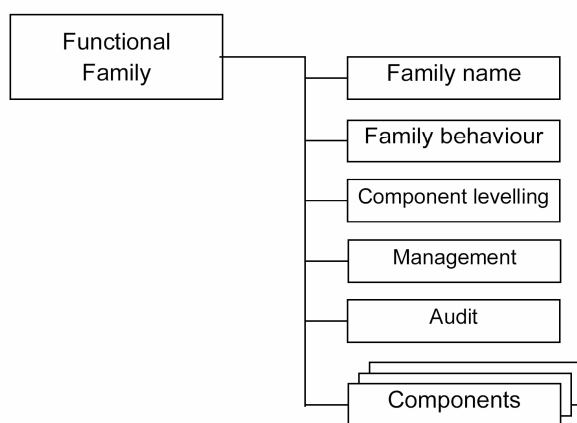 Functional
Family
Family name
Family behaviour
Component levelling
Management
Audit
Components